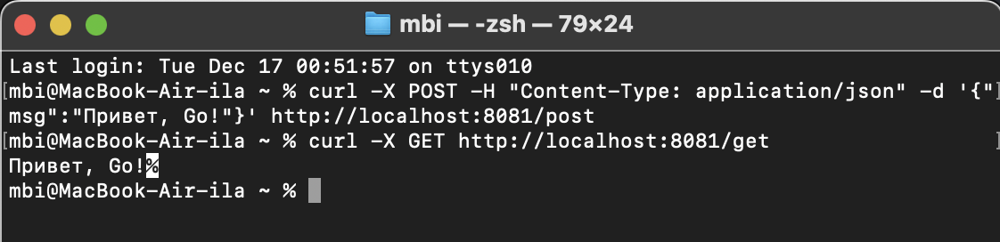 mbi — -zsh — 79×24
Last login: Tue Dec 17 00:51:57 on ttys010
[mbi@MacBook-Air-ila ~ % curl -X POST -H "Content-Type: application/json" -d '{"]
msg":"Привет, Go!"}' http://localhost:8081/post
[mbi@MacBook-Air-ila ~ % curl -X GET http://localhost:8081/get ]
Привет, Go!%
mbi@MacBook-Air-ila ~ %